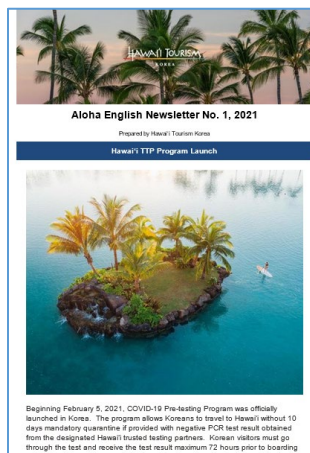 HAWAI'I TOURISM
KOREA
Aloha English Newsletter No. 1, 2021
Prepared by Hawai'i Tourism Korea
Hawai'i TTP Program Launch
Beginning February 5, 2021, COVID-19 Pre-testing Program was officially
launched in Korea. The program allows Koreans to travel to Hawai'i without 10
days mandatory quarantine if provided with negative PCR test result obtained
from the designated Hawai'i trusted testing partners. Korean visitors must go
through the test and receive the test result maximum 72 hours prior to boarding